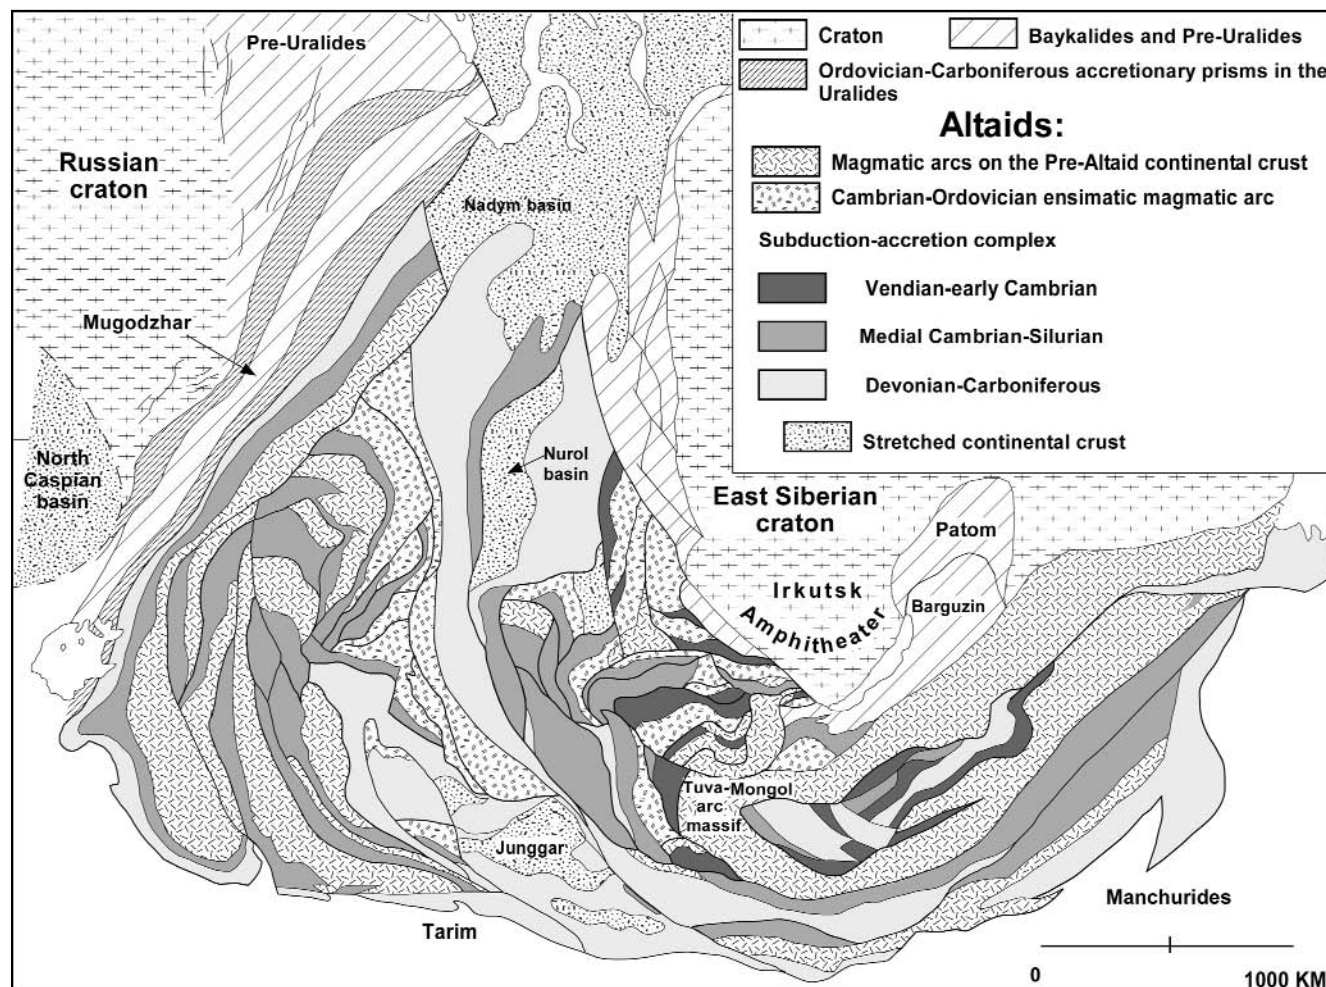 Pre-Uralides
Craton
Baykalides and Pre-Uralides
Ordovician-Carboniferous accretionary prisms in the
Uralides
Altaids:
Magmatic arcs on the Pre-Altaid continental crust
Cambrian-Ordovician ensimatic magmatic arc
Subduction-accretion complex
Vendian-early Cambrian
Medial Cambrian-Silurian
Devonian-Carboniferous
Stretched continental crust
Russian
craton
Nadym basin
Mugodzhar
North
Caspian
basin
Nurol
basin
East Siberian
craton
Patom
Irkutsk
Amphitheater
Barguzin
Tuva-Mongol
arc
massif
Junggar
Tarim
Manchurides
0
1000 KM